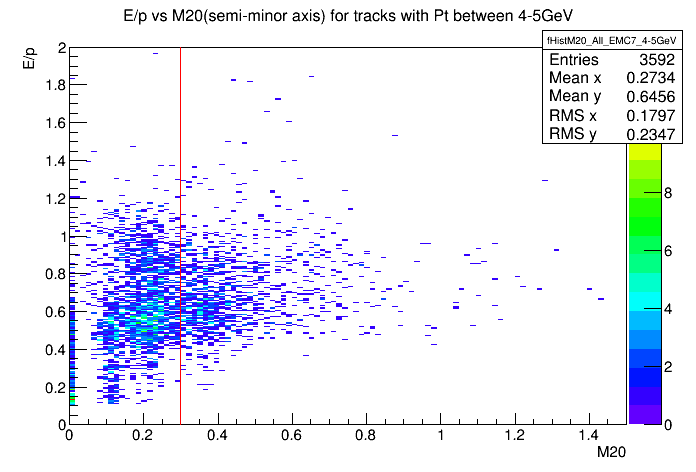 E/p vs M20(semi-minor axis) for tracks with Pt between 4-5GeV
E/p
fHistM20_All_EMC7_4-5GeV
Entries 3592
Mean x 0.2734
Mean y 0.6456
RMS x 0.1797
RMS y 0.2347
2
1.8
1.6
1.4
1.2
1
0.8
0.6
0.4
0.2
0
8
6
4
2
0
0 0.2 0.4 0.6 0.8 1 1.2 1.4
M20